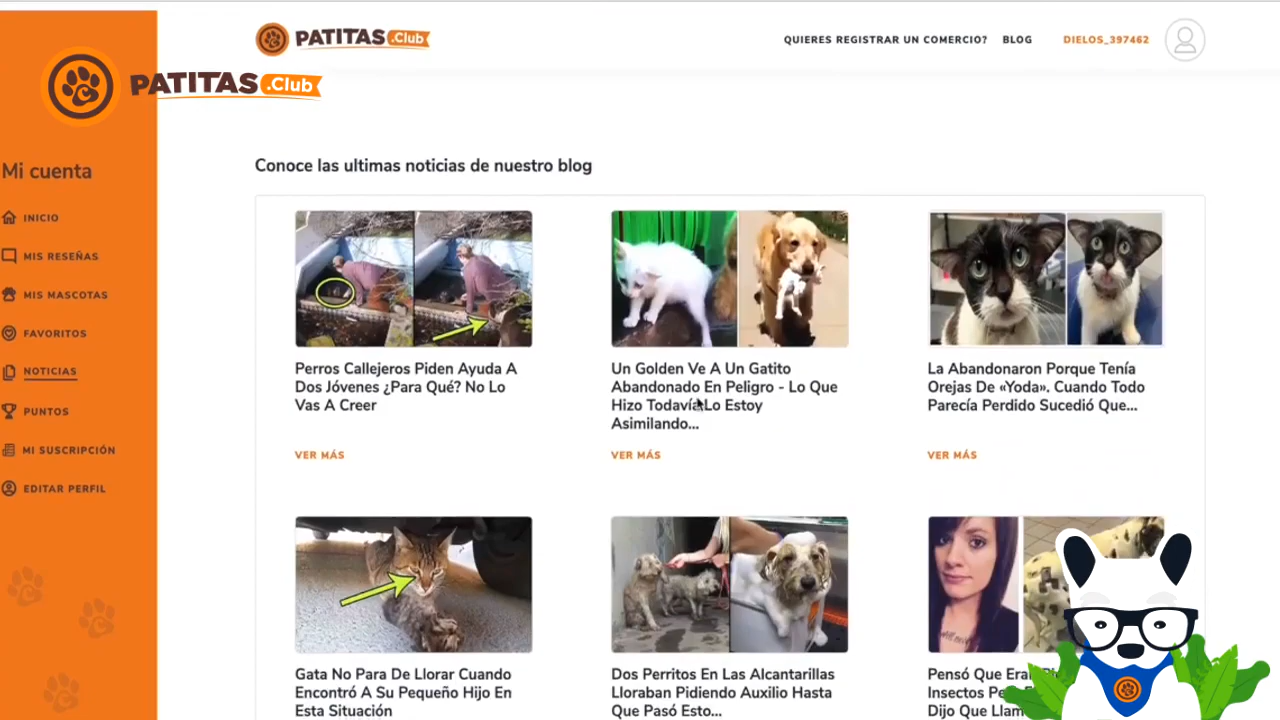 PATITAS .Club
QUIERES REGISTRAR UN COMERCIO?
BLOG
DIELOS_397462
PATITAS .Club
Mi cuenta
INICIO
MIS RESEÑAS
MIS MASCOTAS
FAVORITOS
NOTICIAS
PUNTOS
MI SUSCRIPCIÓN
EDITAR PERFIL
Conoce las ultimas noticias de nuestro blog
Perros Callejeros Piden Ayuda A
Dos Jóvenes ¿Para Qué? No Lo
Vas A Creer
VER MÁS
Un Golden Ve A Un Gatito
Abandonado En Peligro - Lo Que
Hizo Todavía Lo Estoy
Asimilando...
VER MÁS
La Abandonaron Porque Tenía
Orejas De «Yoda». Cuando Todo
Parecía Perdido Sucedió Que...
VER MÁS
Gata No Para De Llorar Cuando
Encontró A Su Pequeño Hijo En
Esta Situación
Dos Perritos En Las Alcantarillas
Lloraban Pidiendo Auxilio Hasta
Que Pasó Esto...
Pensó Que
Insectos
Dijo Que